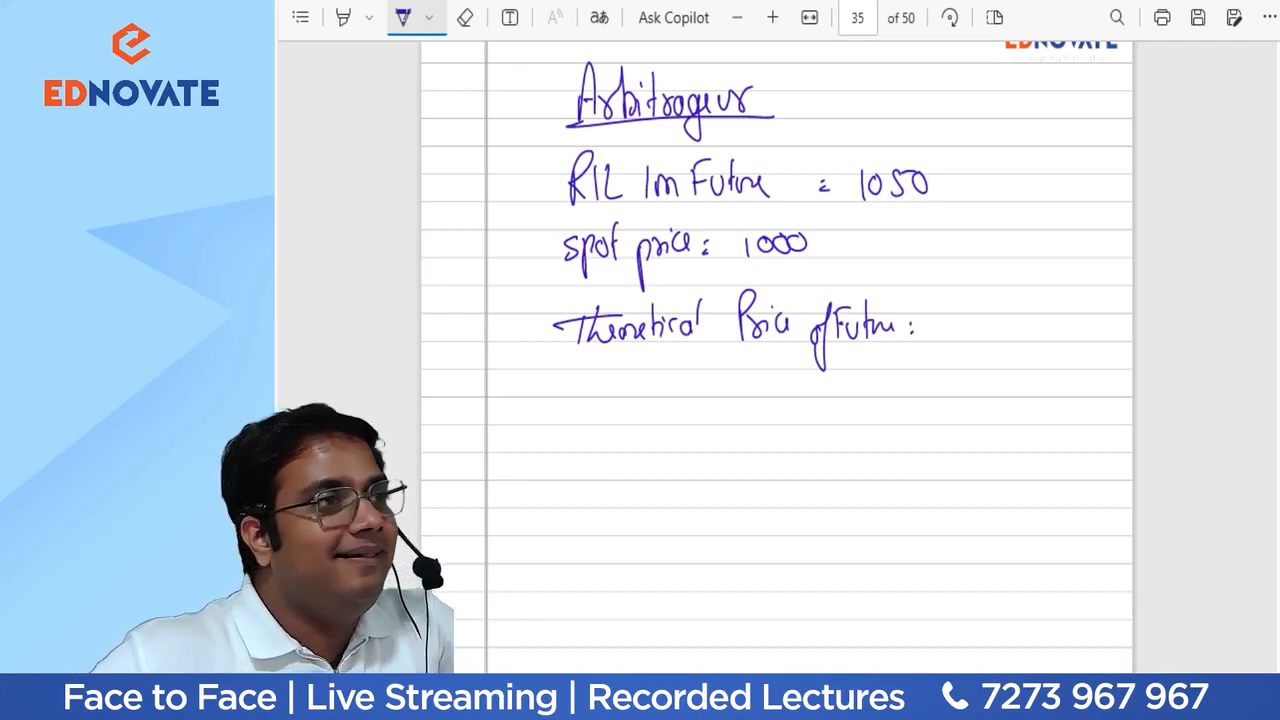 Ask Copilot
35
of 50
EDNOVATE
EDNOVATE
Arbitrageur
RIL 1m Future = 1050
spot price: 1000
Theoretical Price of Future:
Face to Face | Live Streaming | Recorded Lectures 7273 967 967